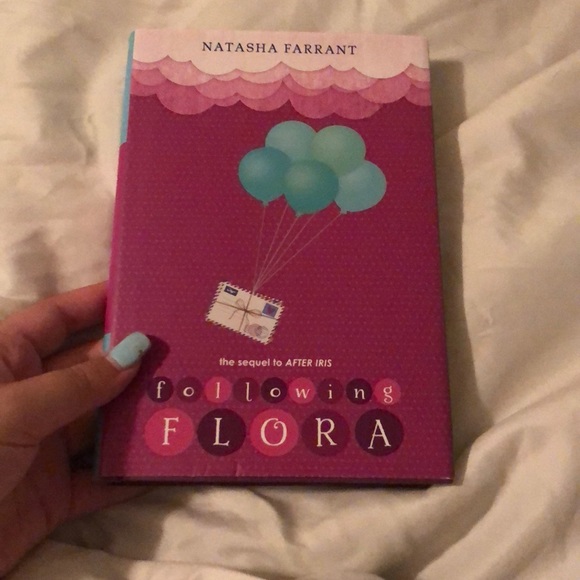 NATASHA FARRANT
the sequel to AFTER IRIS
following
FLORA